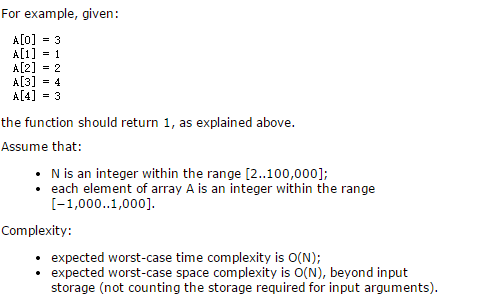 For example, given:
A[0] = 3
A[1] = 1
A[2] = 2
A[3] = 4
A[4] = 3
the function should return 1, as explained above.
Assume that:
• N is an integer within the range [2..100,000];
• each element of array A is an integer within the range
[−1,000..1,000].
Complexity:
• expected worst-case time complexity is O(N);
• expected worst-case space complexity is O(N), beyond input
storage (not counting the storage required for input arguments).